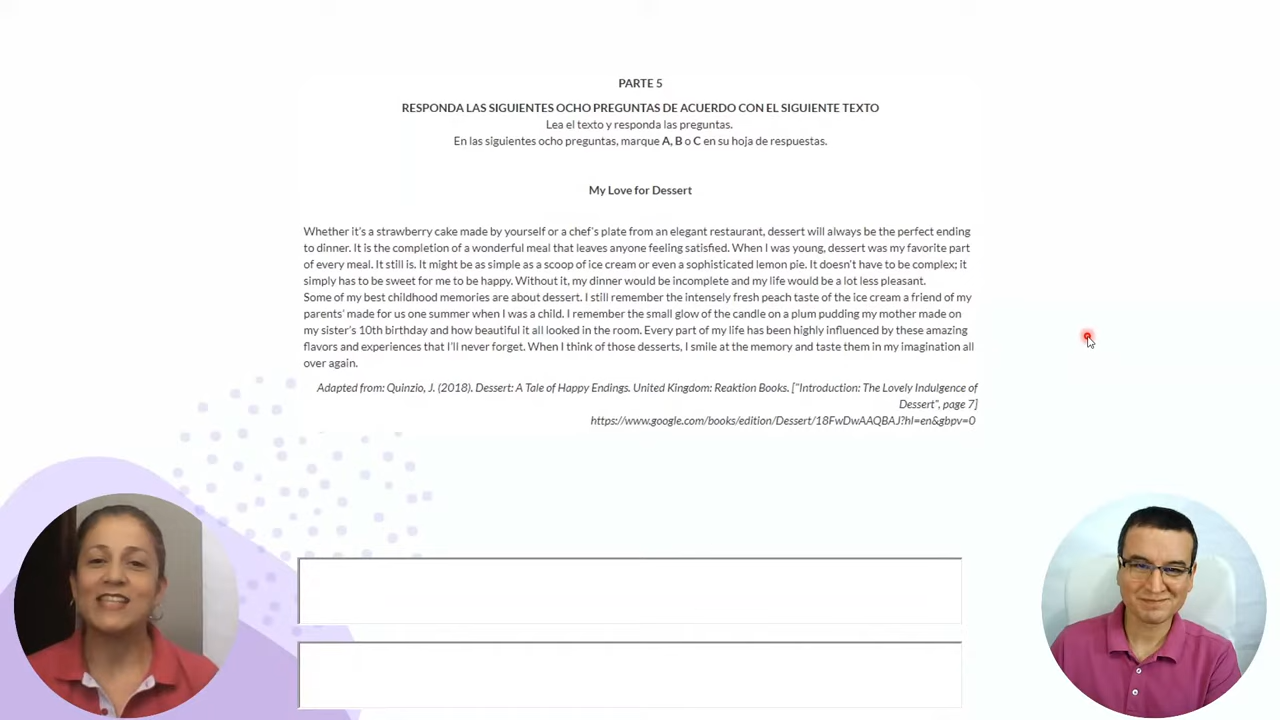 PARTE 5
RESPONDA LAS SIGUIENTES OCHO PREGUNTAS DE ACUERDO CON EL SIGUIENTE TEXTO
Lea el texto y responda las preguntas.
En las siguientes ocho preguntas, marque A, B o C en su hoja de respuestas.
My Love for Dessert
Whether it's a strawberry cake made by yourself or a chef's plate from an elegant restaurant, dessert will always be the perfect ending
to dinner. It is the completion of a wonderful meal that leaves anyone feeling satisfied. When I was young, dessert was my favorite part
of every meal. It still is. It might be as simple as a scoop of ice cream or even a sophisticated lemon pie. It doesn't have to be complex; it
simply has to be sweet for me to be happy. Without it, my dinner would be incomplete and my life would be a lot less pleasant.
Some of my best childhood memories are about dessert. I still remember the intensely fresh peach taste of the ice cream a friend of my
parents' made for us one summer when I was a child. I remember the small glow of the candle on a plum pudding my mother made on
my sister's 10th birthday and how beautiful it all looked in the room. Every part of my life has been highly influenced by these amazing
flavors and experiences that I'll never forget. When I think of those desserts, I smile at the memory and taste them in my imagination all
over again.
Adapted from: Quinzio, J. (2018). Dessert: A Tale of Happy Endings. United Kingdom: Reaktion Books. ["Introduction: The Lovely Indulgence of
Dessert", page 7]
https://www.google.com/books/edition/Dessert/18FwDwAAQBAJ?hl=en&gbpv=0